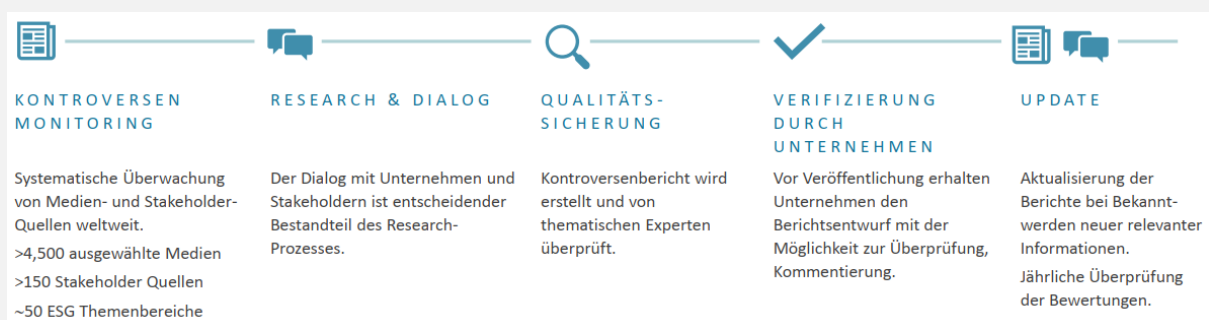 KONTROVERSEN
MONITORING
Systematische Überwachung
von Medien- und Stakeholder-
Quellen weltweit.
>4,500 ausgewählte Medien
>150 Stakeholder Quellen
~50 ESG Themenbereiche
RESEARCH & DIALOG
Der Dialog mit Unternehmen und
Stakeholdern ist entscheidender
Bestandteil des Research-
Prozesses.
QUALITÄTS-
SICHERUNG
Kontroversenbericht wird
erstellt und von
thematischen Experten
überprüft.
VERIFIZIERUNG
DURCH
UNTERNEHMEN
Vor Veröffentlichung erhalten
Unternehmen den
Berichtsentwurf mit der
Möglichkeit zur Überprüfung,
Kommentierung.
UPDATE
Aktualisierung der
Berichte bei Bekannt-
werden neuer relevanter
Informationen.
Jährliche Überprüfung
der Bewertungen.